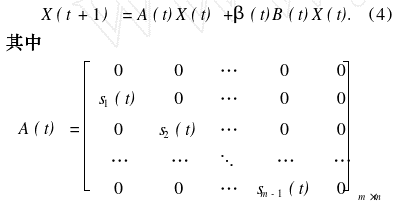 X(t+1) =A(t)X(t) +β(t)B(t)X(t). (4)
其中
A(t) =
0 0 … 0 0
s₁(t) 0 … 0 0
0 s₂(t) … 0 0
… … ⋱ … …
0 0 … sₘ₋₁(t) 0
m×m